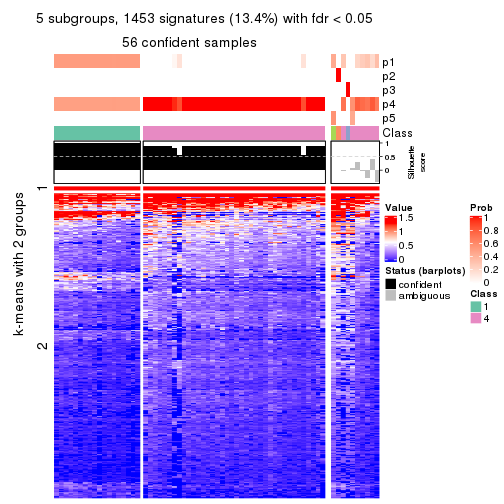 5 subgroups, 1453 signatures (13.4%) with fdr < 0.05
56 confident samples
p1
p2
p3
p4
p5
Class
1
0.5
0
Silhouette
score
k-means with 2 groups
1
2
Value
1.5
1
0.5
0
Status (barplots)
confident
ambiguous
Prob
1
0.8
0.6
0.4
0.2
0
Class
1
4